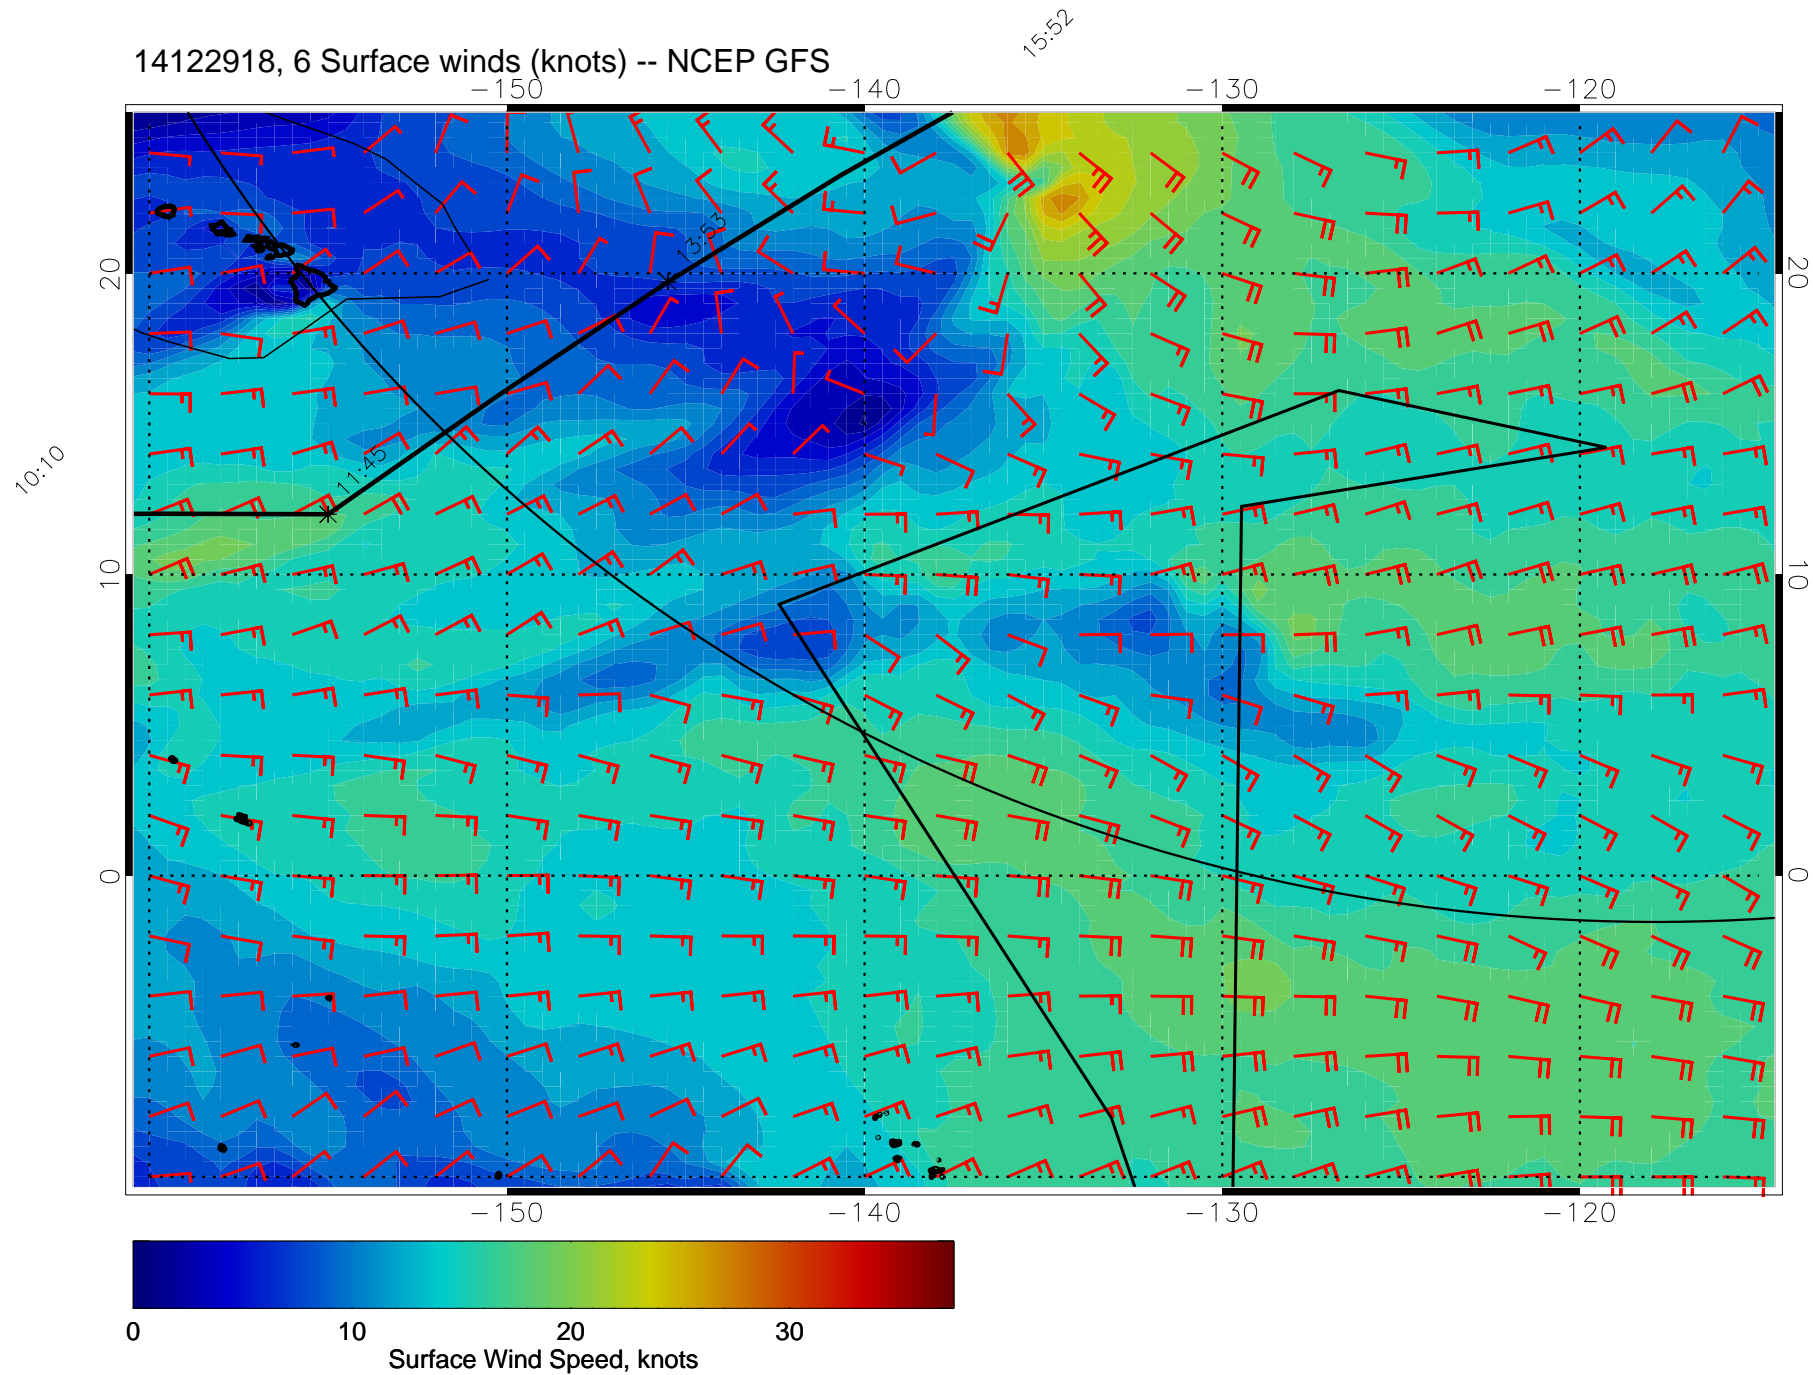 15:52
14122918, 6 Surface winds (knots) -- NCEP GFS
-150 -140 -130 -120
13:53
20 20
11:45
10:10
10 10
0 0
-150 -140 -130 -120
0 10 20 30
Surface Wind Speed, knots